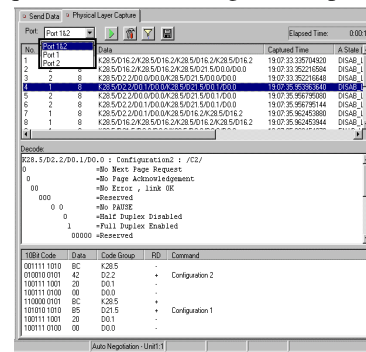 Send Data Physical Layer Capture
Port: Port 1&2 Elapsed Time: 0:00:1
No. Data Captured Time A State
Port 1&2
Port 1
Port 2
1 K28.5/D16.2/K28.5/D16.2/K28.5/D16.2/K28.5/D16.2 19:07:33.335704920 DISAB_L
2 8 K28.5/D2.2/D0.0/D0.0/K28.5/D21.5/D0.0/D0.0 19:07:33.352216584 DISAB_L
3 2 8 K28.5/D2.2/D0.0/D0.0/K28.5/D21.5/D0.0/D0.0 19:07:33.352216648 DISAB_L
4 1 8 K28.5/D2.2/D0.1/D0.0/K28.5/D21.5/D0.1/D0.0 19:07:35.953963640 DISAB_L
5 2 8 K28.5/D2.2/D0.0/D0.0/K28.5/D21.5/D0.1/D0.0 19:07:35.956795080 DISAB_L
6 2 8 K28.5/D2.2/D0.1/D0.0/K28.5/D21.5/D0.1/D0.0 19:07:35.956795144 DISAB_L
7 1 8 K28.5/D16.2/K28.5/D16.2/K28.5/D16.2/K28.5/D16.2 19:07:35.962453880 DISAB_L
8 1 8 K28.5/D16.2/K28.5/D16.2/K28.5/D16.2/K28.5/D16.2 19:07:35.962453944 DISAB_L
Decode:
K28.5/D2.2/D0.1/D0.0 : Configuration2 : /C2/
0 =No Next Page Request
0 =No Page Acknowledgement
00 =No Error , link OK
000 =Reserved
0 0 =No PAUSE
0 =Half Duplex Disabled
1 =Full Duplex Enabled
00000 =Reserved
10Bit Code Data Code Group RD Command
001111 1010 BC K28.5 -
010010 0101 42 D2.2 + Configuration 2
100111 1001 20 D0.1 -
100111 0100 00 D0.0 -
110000 0101 BC K28.5 +
101010 1010 B5 D21.5 + Configuration 1
100111 1001 20 D0.1 -
100111 0100 00 D0.0 -
Auto Negotiation - Unit1:1